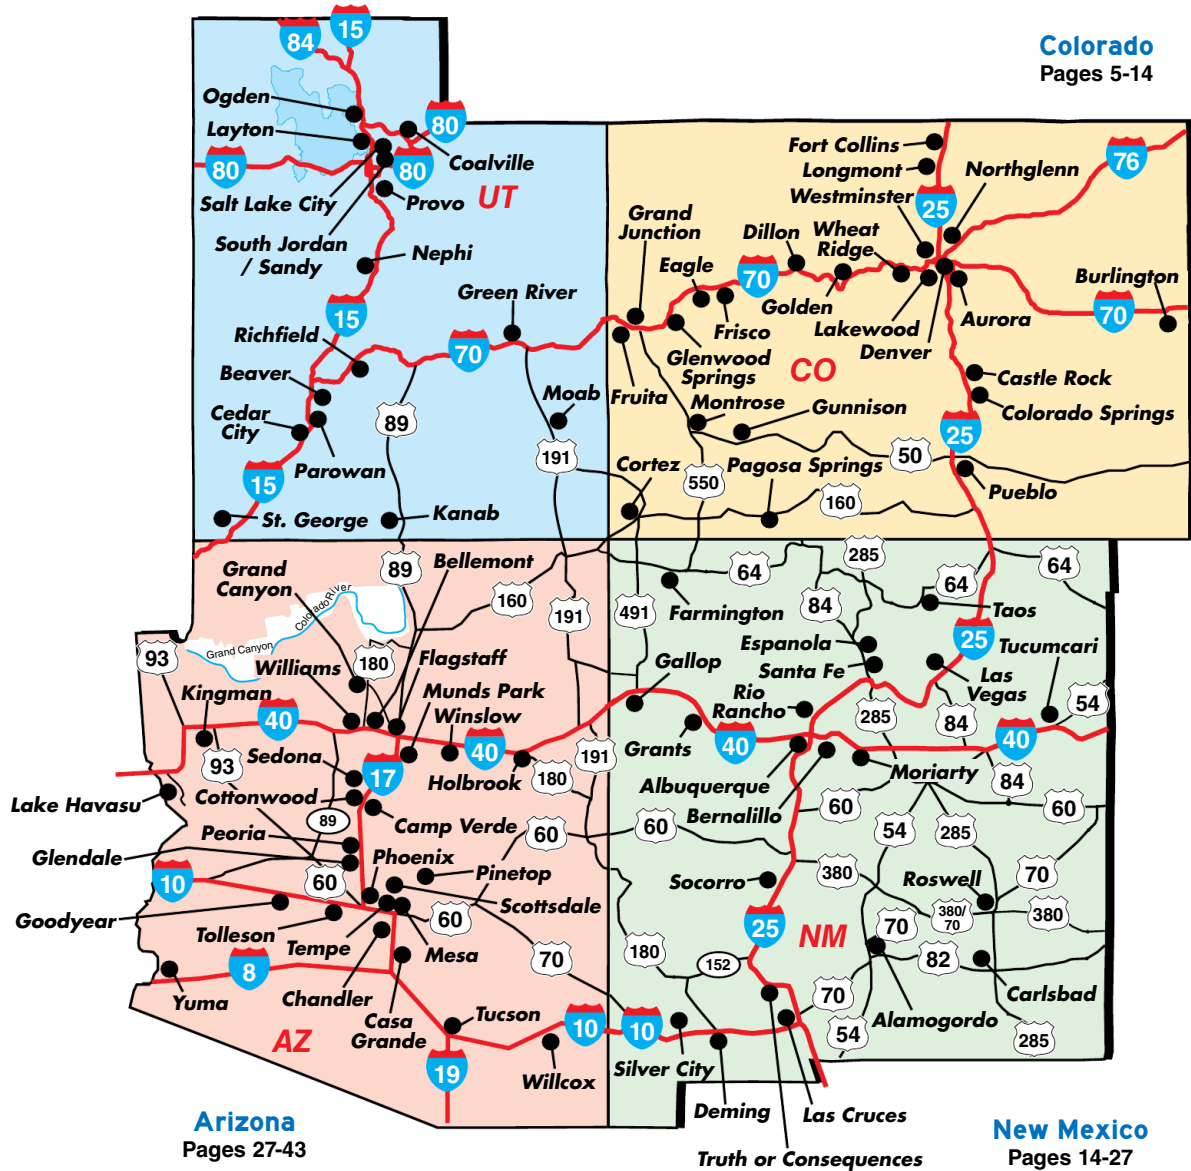 84
15
Colorado
Pages 5-14
Ogden
Layton
80
Coalville
80
80
Salt Lake City
Provo
UT
South Jordan
/ Sandy
Nephi
Green River
15
Richfield
70
Beaver
Cedar
City
89
Moab
191
Parowan
15
St. George
Kanab
Fort Collins
Longmont
Westminster
Northglenn
76
25
Grand
Junction
Dillon
Wheat
Ridge
Eagle
70
Burlington
Golden
Frisco
Lakewood
Aurora
70
Denver
Glenwood
Springs
CO
Fruita
Castle Rock
Montrose
Gunnison
Colorado Springs
25
50
Cortez
Pagosa Springs
550
160
Pueblo
Grand
Canyon
89
Bellemont
160
191
Colorado River
Grand Canyon
93
Williams
180
Flagstaff
Kingman
Munds Park
Winslow
40
40
93
Sedona
17
Holbrook
180
191
Lake Havasu
Cottonwood
89
Camp Verde
Peoria
60
Glendale
Phoenix
Pinetop
10
60
Scottsdale
Goodyear
60
Tolleson
Tempe
Mesa
70
8
Yuma
Chandler
Casa
Grande
Tucson
10
AZ
19
Willcox
64
285
64
64
491
Farmington
84
Taos
Espanola
25
Tucumcari
Gallop
Santa Fe
Las
Vegas
Rio
Rancho
54
285
84
Grants
40
40
Albuquerque
Moriarty
84
Bernalillo
60
60
60
54
285
380
70
Roswell
Socorro
380/
70
380
25
NM
70
82
180
152
70
Carlsbad
Alamogordo
54
285
10
Silver City
Deming
Las Cruces
Truth or Consequences
Arizona
Pages 27-43
New Mexico
Pages 14-27